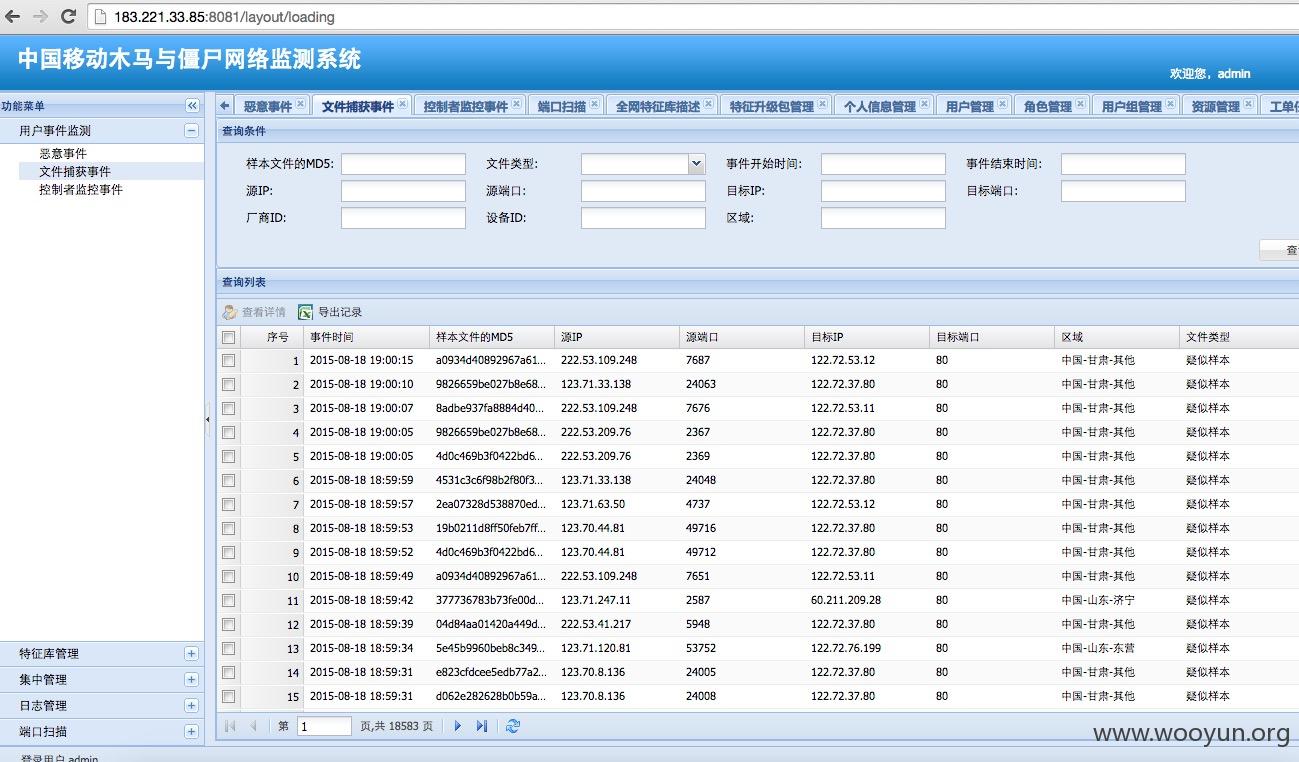 183.221.33.85:8081/layout/loading
中国移动木马与僵尸网络监测系统
欢迎您，admin
功能菜单
恶意事件 文件捕获事件 控制者监控事件 端口扫描 全网特征库描述 特征升级包管理 个人信息管理 用户管理 角色管理 用户组管理 资源管理
用户事件监测
恶意事件
文件捕获事件
控制者监控事件
查询条件
样本文件的MD5: 文件类型: 事件开始时间: 事件结束时间:
源IP: 源端口: 目标IP: 目标端口:
厂商ID: 设备ID: 区域:
查询列表
查看详情 导出记录
序号 事件时间 样本文件的MD5 源IP 源端口 目标IP 目标端口 区域 文件类型
1 2015-08-18 19:00:15 a0934d40892967a61... 222.53.109.248 7687 122.72.53.12 80 中国-甘肃-其他 疑似样本
2 2015-08-18 19:00:10 9826659be027b8e68... 123.71.33.138 24063 122.72.37.80 80 中国-甘肃-其他 疑似样本
3 2015-08-18 19:00:07 8adbe937fa8884d40... 222.53.109.248 7676 122.72.53.11 80 中国-甘肃-其他 疑似样本
4 2015-08-18 19:00:05 9826659be027b8e68... 222.53.209.76 2367 122.72.37.80 80 中国-甘肃-其他 疑似样本
5 2015-08-18 19:00:05 4d0c469b3f0422bd6... 222.53.209.76 2369 122.72.37.80 80 中国-甘肃-其他 疑似样本
6 2015-08-18 18:59:59 4531c3c6f98b2f80f3... 123.71.33.138 24048 122.72.37.80 80 中国-甘肃-其他 疑似样本
7 2015-08-18 18:59:57 2ea07328d538870ed... 123.71.63.50 4737 122.72.53.12 80 中国-甘肃-其他 疑似样本
8 2015-08-18 18:59:53 19b0211d8ff50feb7ff... 123.70.44.81 49716 122.72.37.80 80 中国-甘肃-其他 疑似样本
9 2015-08-18 18:59:52 4d0c469b3f0422bd6... 123.70.44.81 49712 122.72.37.80 80 中国-甘肃-其他 疑似样本
10 2015-08-18 18:59:49 a0934d40892967a61... 222.53.109.248 7651 122.72.53.11 80 中国-甘肃-其他 疑似样本
11 2015-08-18 18:59:42 377736783b73fe00d... 123.71.247.11 2587 60.211.209.28 80 中国-山东-济宁 疑似样本
12 2015-08-18 18:59:39 04d84aa01420a449d... 222.53.41.217 5948 122.72.37.80 80 中国-甘肃-其他 疑似样本
13 2015-08-18 18:59:34 5e45b9960beb8c349... 123.71.120.81 53752 122.72.76.199 80 中国-山东-东营 疑似样本
14 2015-08-18 18:59:31 e823cfdcee5edb77a2... 123.70.8.136 24005 122.72.37.80 80 中国-甘肃-其他 疑似样本
15 2015-08-18 18:59:31 d062e282628b0b59a... 123.70.8.136 24008 122.72.37.80 80 中国-甘肃-其他 疑似样本
特征库管理
集中管理
日志管理
端口扫描
第 1 页,共 18583 页
www.wooyun.org
登录用户 admin